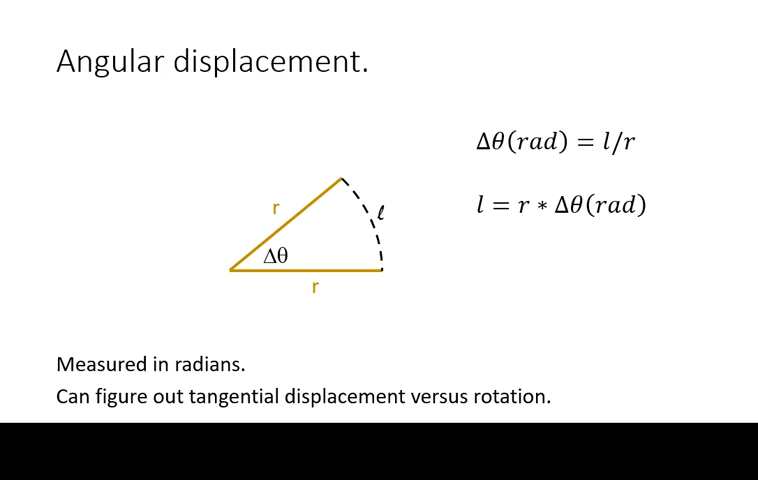 Angular displacement.
Δθ(rad) = l/r
l = r * Δθ(rad)
r
ℓ
Δθ
r
Measured in radians.
Can figure out tangential displacement versus rotation.